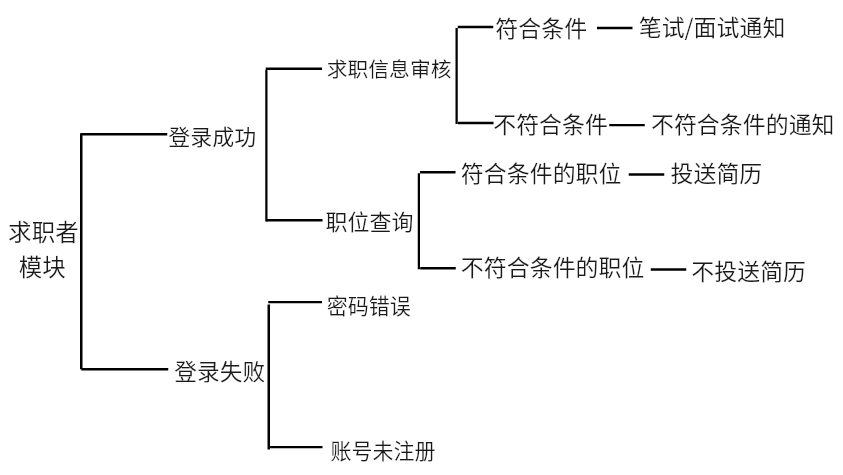 符合条件
笔试/面试通知
求职信息审核
不符合条件
不符合条件的通知
登录成功
符合条件的职位
投送简历
职位查询
求职者
模块
不符合条件的职位
不投送简历
密码错误
登录失败
账号未注册